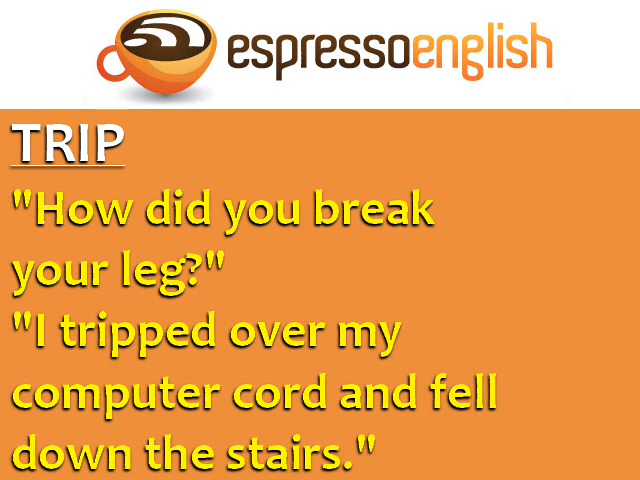 espressoenglish
TRIP
"How did you break
your leg?"
"I tripped over my
computer cord and fell
down the stairs."